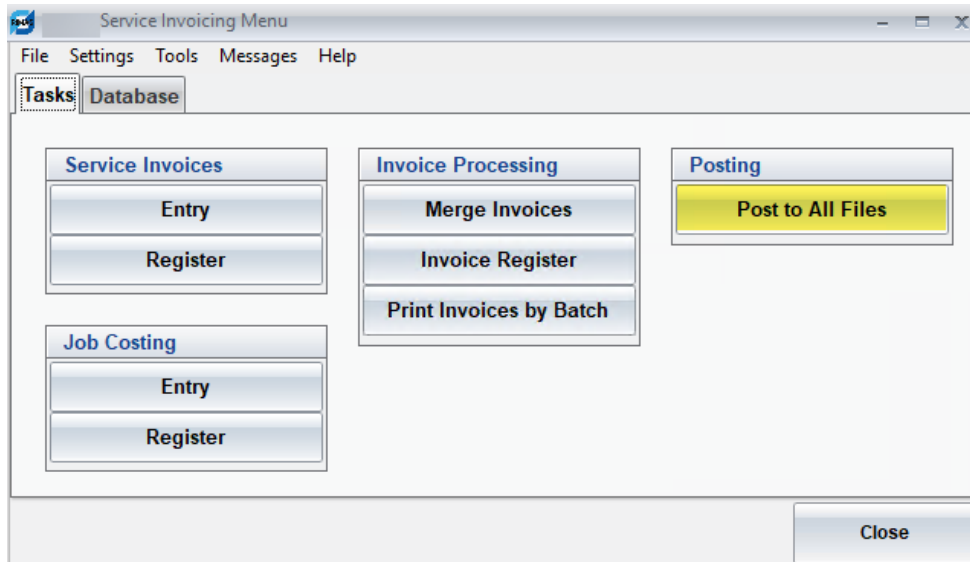 Service Invoicing Menu
File Settings Tools Messages Help
Tasks Database
Service Invoices
Entry
Register
Job Costing
Entry
Register
Invoice Processing
Merge Invoices
Invoice Register
Print Invoices by Batch
Posting
Post to All Files
Close